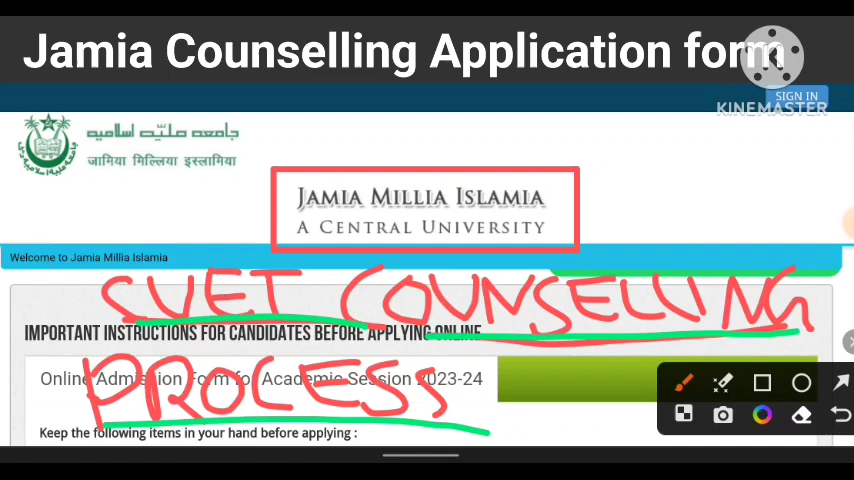 Jamia Counselling Application form
SIGN IN
KINEMASTER
جامعہ ملیّہ اسلامیہ
जामिया मिल्लिया इस्लामिया
JAMIA MILLIA ISLAMIA
A CENTRAL UNIVERSITY
Welcome to Jamia Millia Islamia
SUET COUNSELLING
IMPORTANT INSTRUCTIONS FOR CANDIDATES BEFORE APPLYING ONLINE
PROCESS
Online Admission Form for Academic Session 2023-24
Keep the following items in your hand before applying :